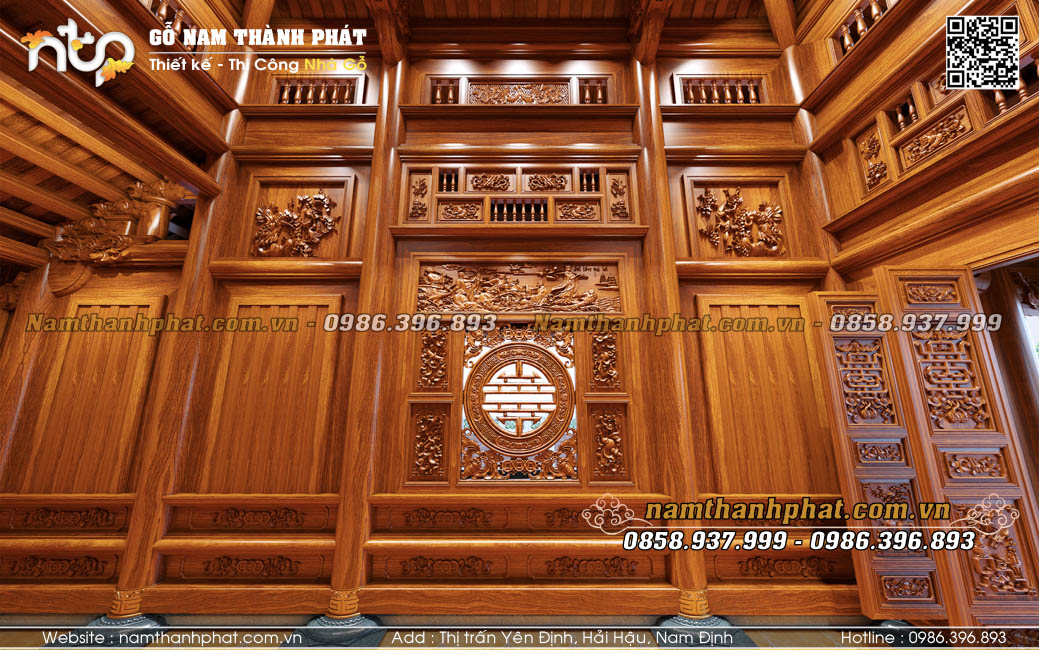 ntp
GỖ NAM THÀNH PHÁT
Thiết kế - Thi Công Nhà Gỗ
Namthanhphat.com.vn - 0986.396.893
Namthanhphat.com.vn - 0858.937.999
namthanhphat.com.vn
0858.937.999 - 0986.396.893
Website : namthanhphat.com.vn
Add : Thị trấn Yên Định, Hải Hậu, Nam Định
Hotline : 0986.396.893